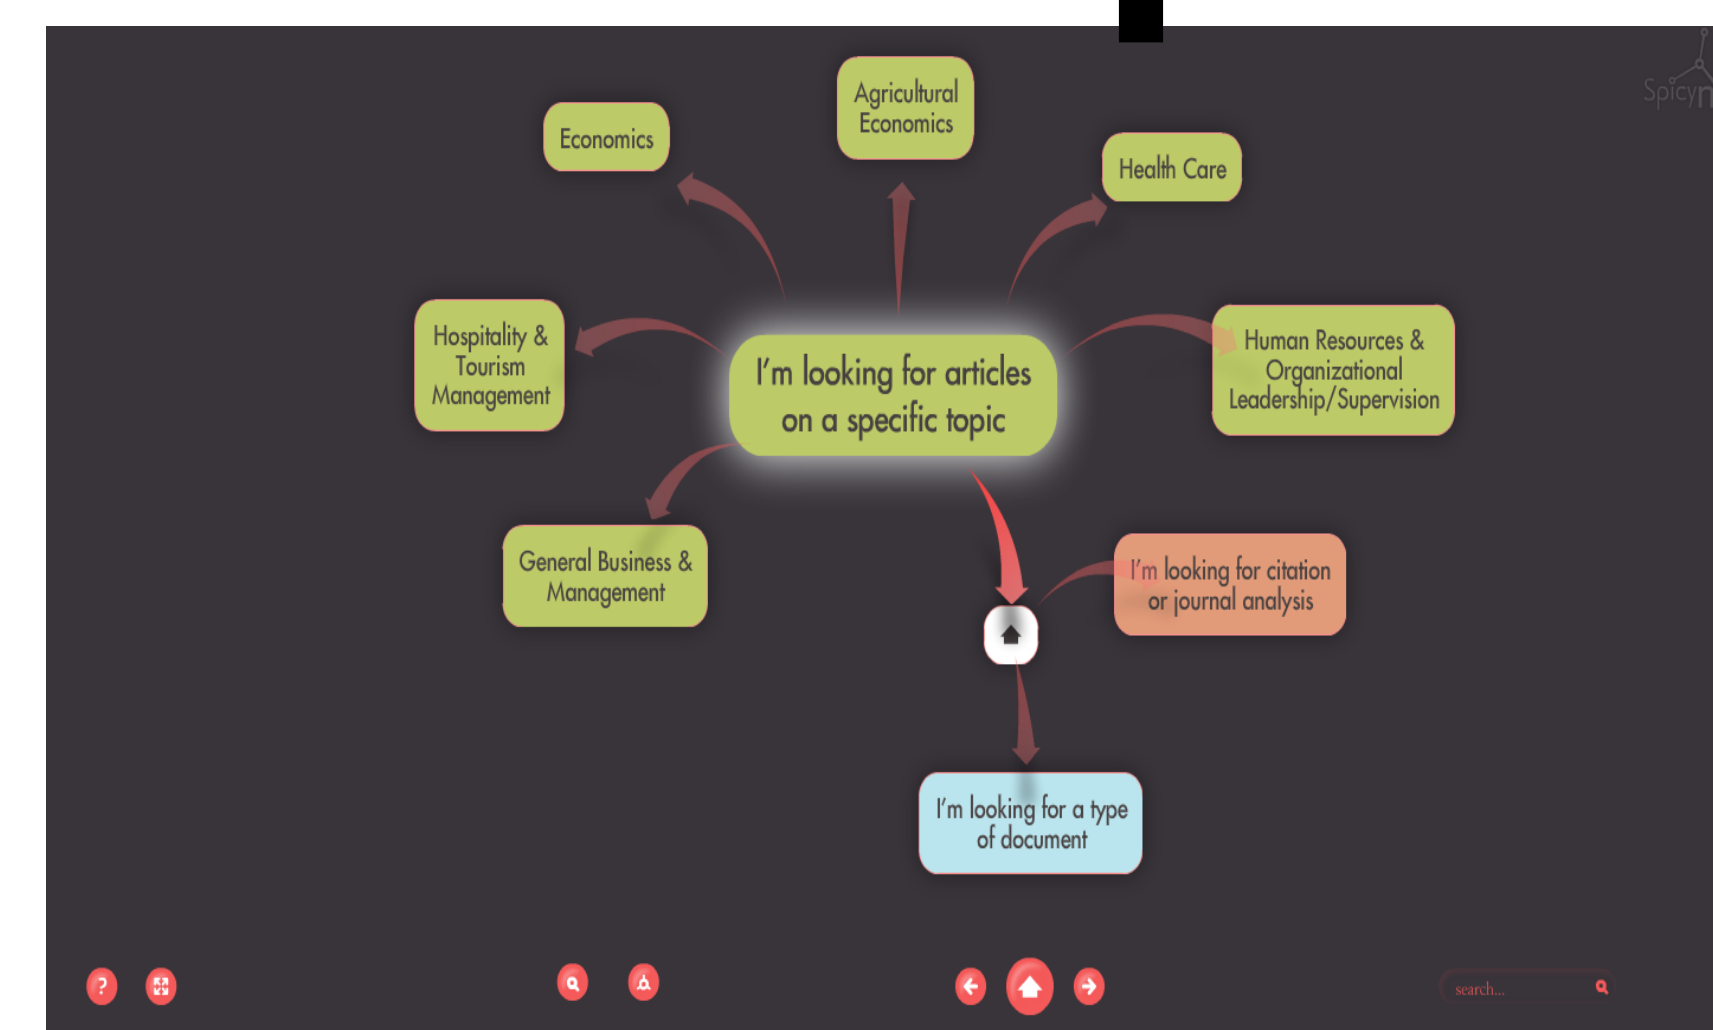 Agricultural
Economics
Economics
Health Care
Hospitality &
Tourism
Management
I'm looking for articles
on a specific topic
Human Resources &
Organizational
Leadership/Supervision
General Business &
Management
I'm looking for citation
or journal analysis
I'm looking for a type
of document
?
search...